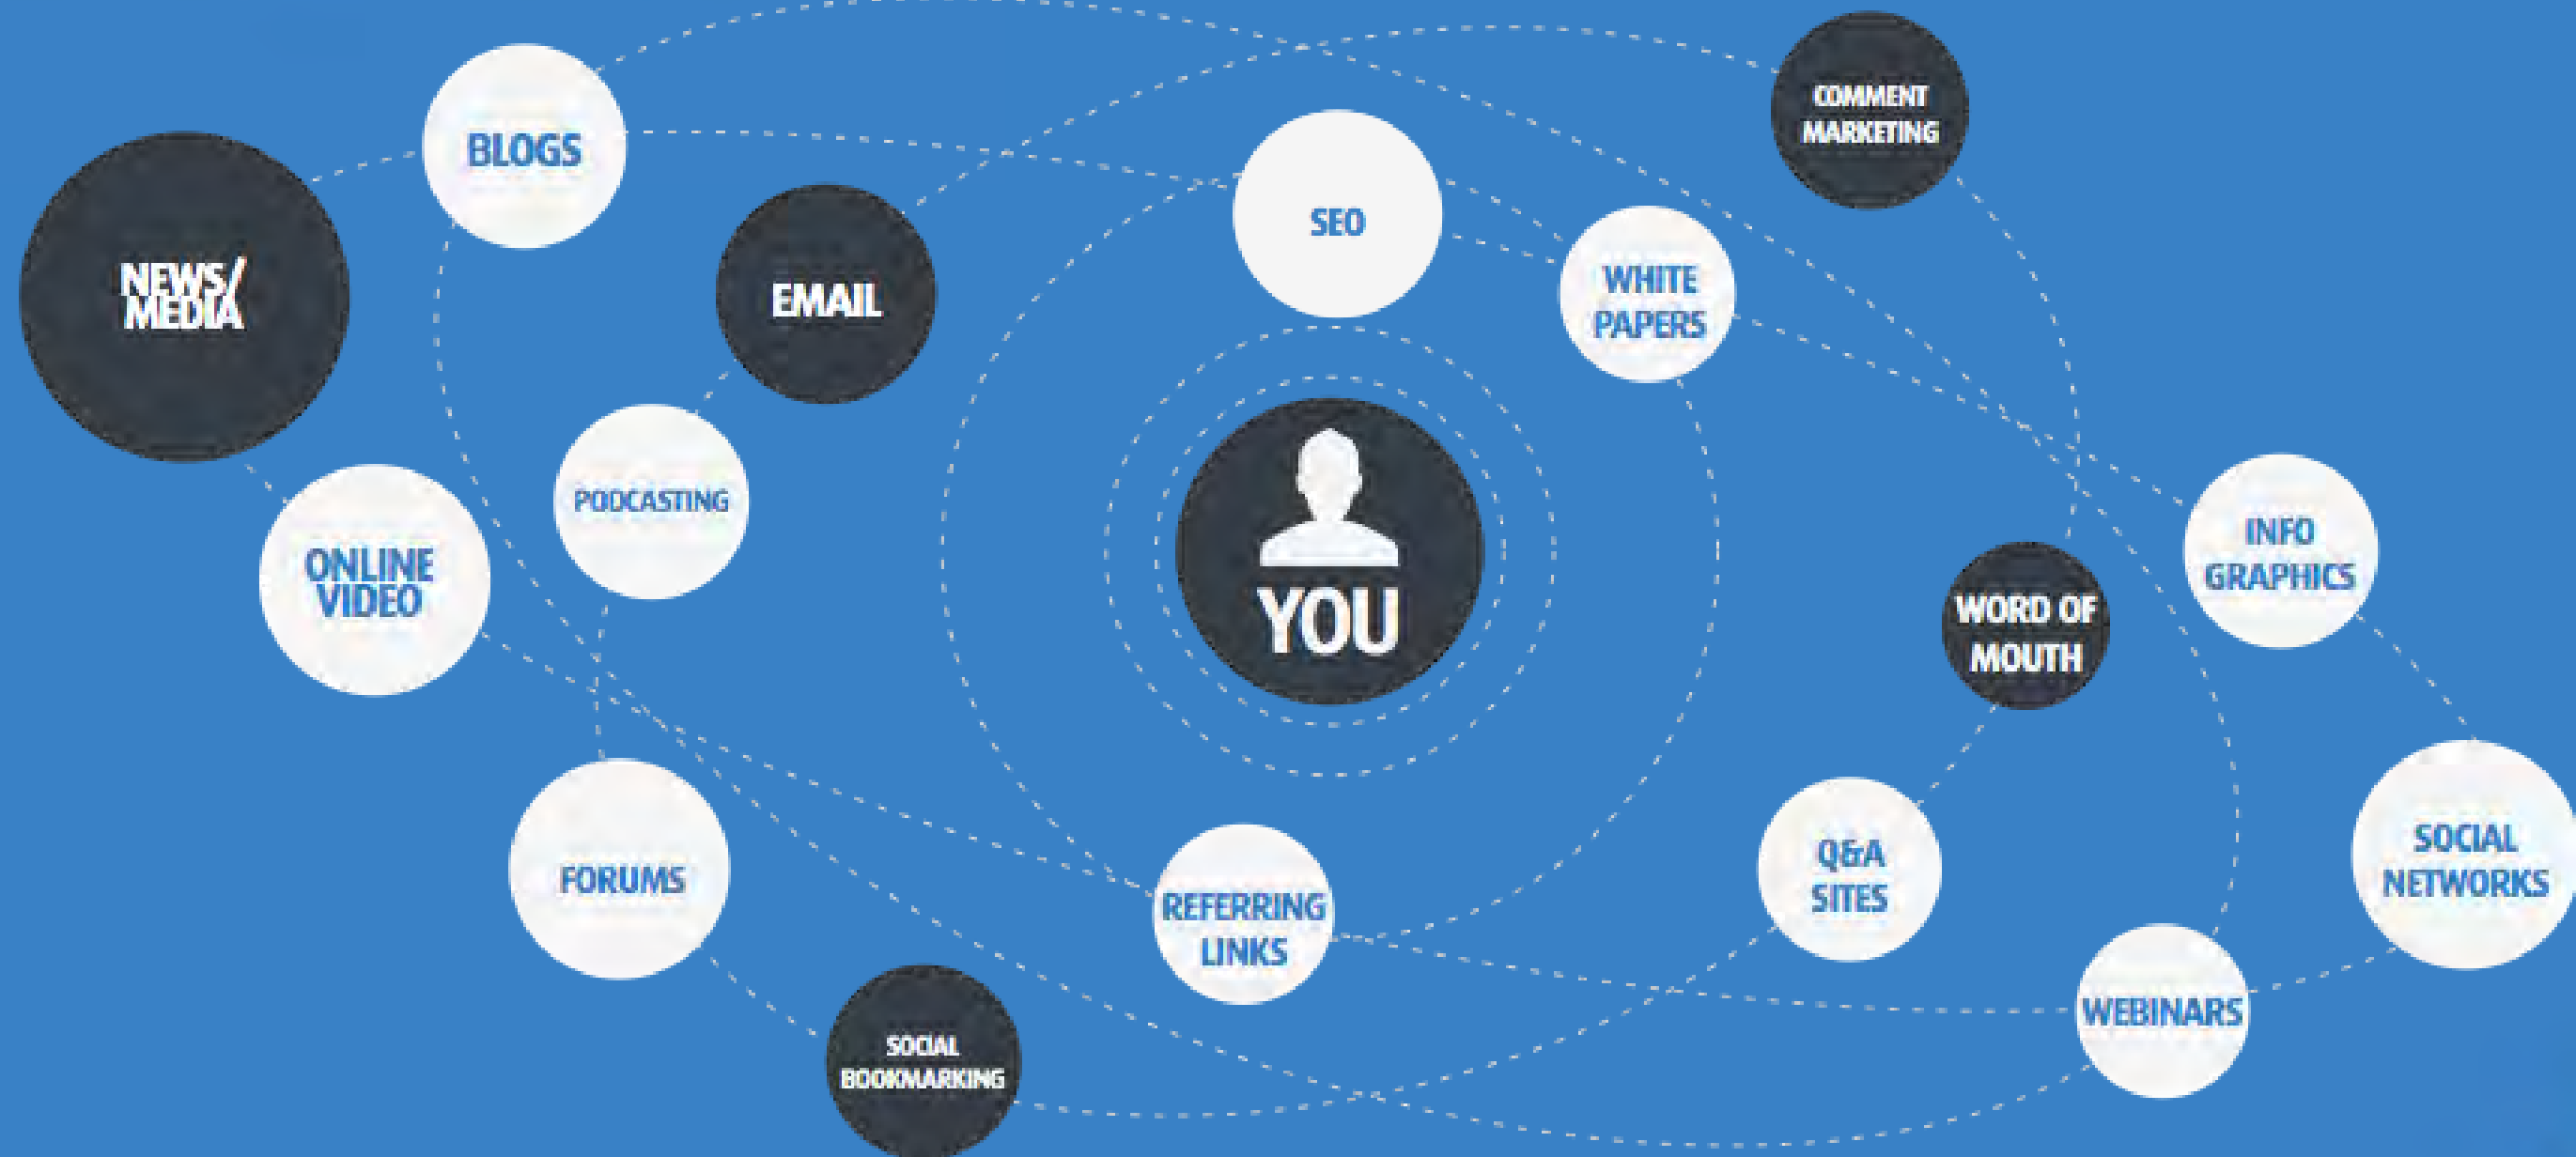 COMMENT
MARKETING
BLOGS
SEO
WHITE
PAPERS
NEWS/
MEDIA
EMAIL
PODCASTING
INFO
GRAPHICS
ONLINE
VIDEO
YOU
WORD OF
MOUTH
SOCIAL
NETWORKS
Q&A
SITES
FORUMS
REFERRING
LINKS
WEBINARS
SOCIAL
BOOKMARKING